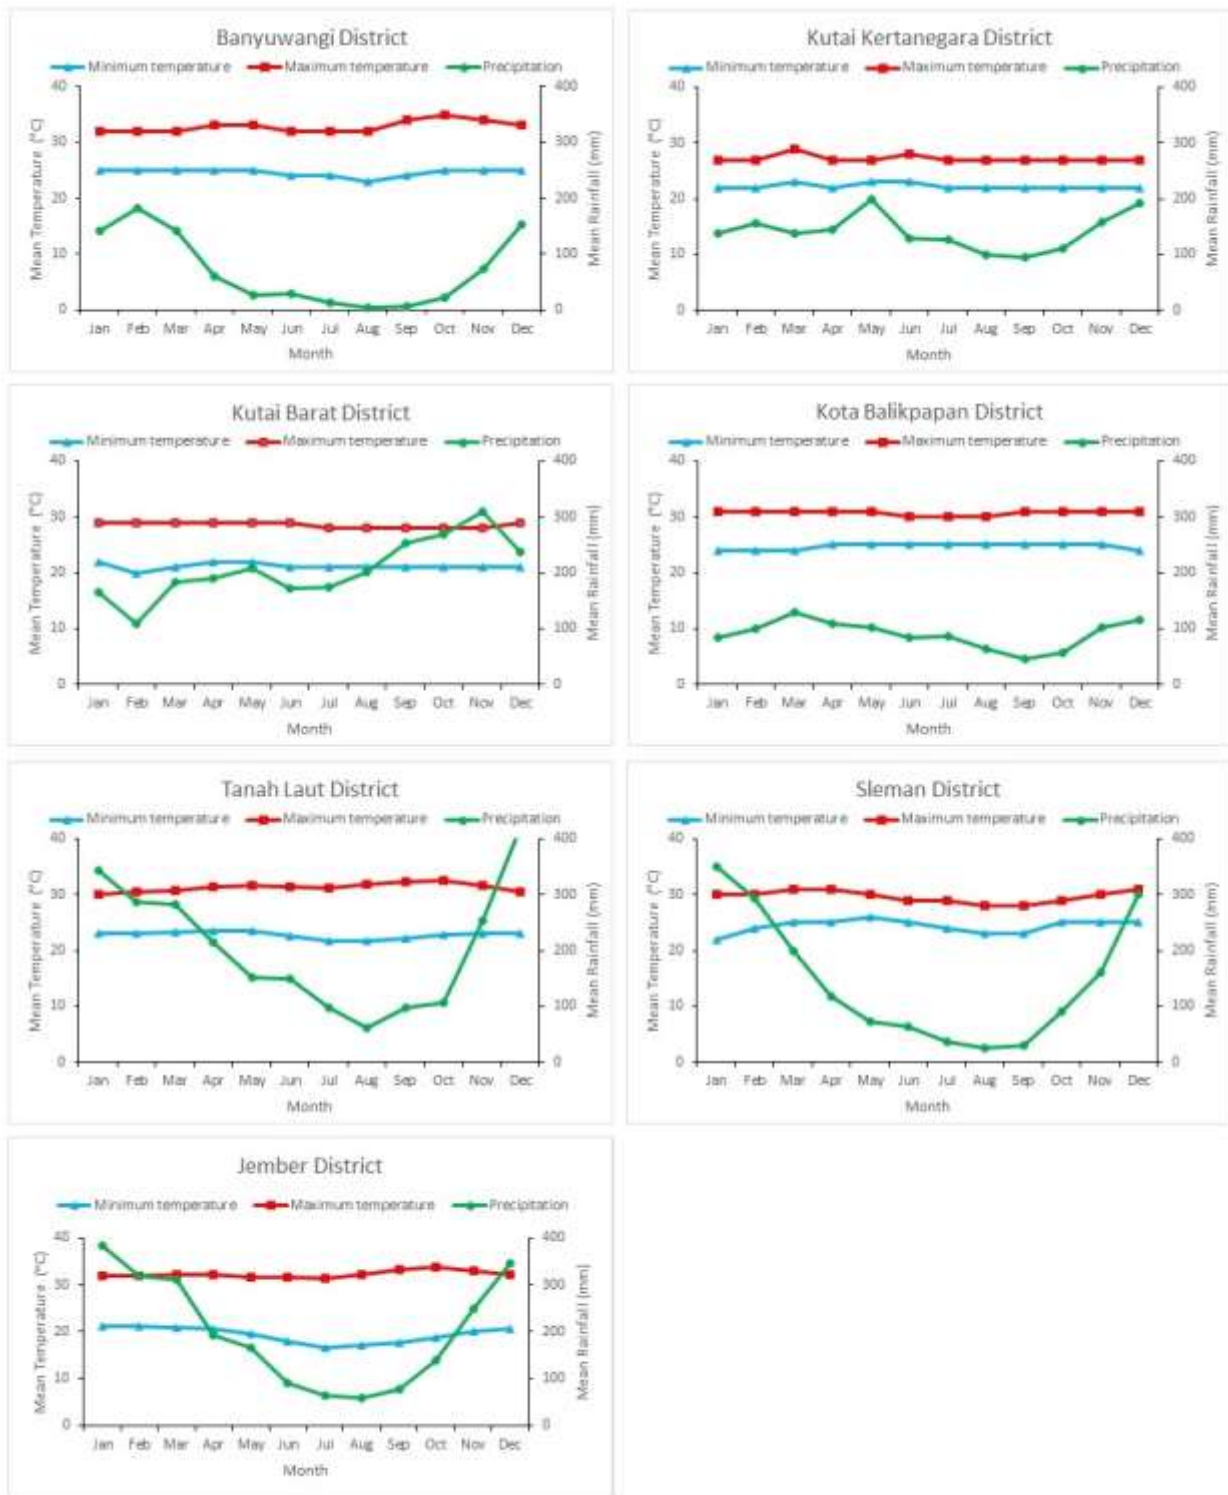 Banyuwangi District
Minimum temperature Maximum temperature Precipitation
Mean Temperature (°C)
40
30
20
10
0
400
300
200
100
0
Mean Rainfall (mm)
Jan Feb Mar Apr May Jun Jul Aug Sep Oct Nov Dec
Month
Kutai Kertanegara District
Minimum temperature Maximum temperature Precipitation
Mean Temperature (°C)
40
30
20
10
0
400
300
200
100
0
Mean Rainfall (mm)
Jan Feb Mar Apr May Jun Jul Aug Sep Oct Nov Dec
Month
Kutai Barat District
Minimum temperature Maximum temperature Precipitation
Mean Temperature (°C)
40
30
20
10
0
400
300
200
100
0
Mean Rainfall (mm)
Jan Feb Mar Apr May Jun Jul Aug Sep Oct Nov Dec
Month
Kota Balikpapan District
Minimum temperature Maximum temperature Precipitation
Mean Temperature (°C)
40
30
20
10
0
400
300
200
100
0
Mean Rainfall (mm)
Jan Feb Mar Apr May Jun Jul Aug Sep Oct Nov Dec
Month
Tanah Laut District
Minimum temperature Maximum temperature Precipitation
Mean Temperature (°C)
40
30
20
10
0
400
300
200
100
0
Mean Rainfall (mm)
Jan Feb Mar Apr May Jun Jul Aug Sep Oct Nov Dec
Month
Sleman District
Minimum temperature Maximum temperature Precipitation
Mean Temperature (°C)
40
30
20
10
0
400
300
200
100
0
Mean Rainfall (mm)
Jan Feb Mar Apr May Jun Jul Aug Sep Oct Nov Dec
Month
Jember District
Minimum temperature Maximum temperature Precipitation
Mean Temperature (°C)
40
30
20
10
0
400
300
200
100
0
Mean Rainfall (mm)
Jan Feb Mar Apr May Jun Jul Aug Sep Oct Nov Dec
Month